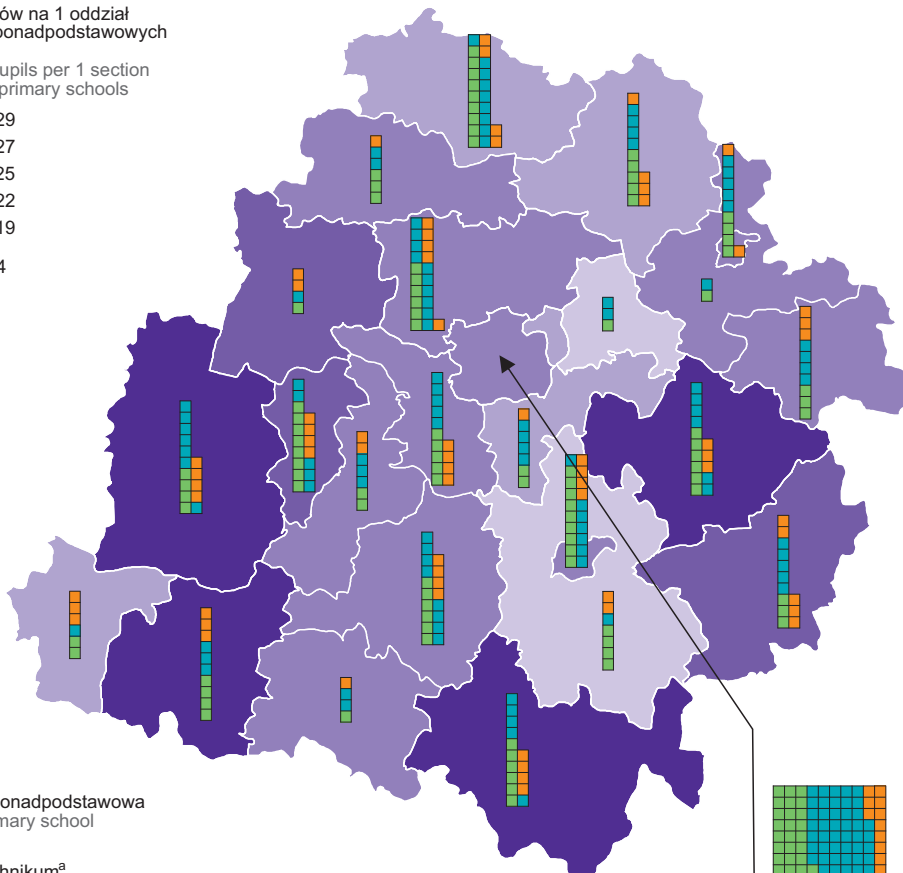 ów na 1 oddział
ponadpodstawowych
upils per 1 section
primary schools
29
27
25
22
19
4
onadpodstawowa
mary school
hnikumª